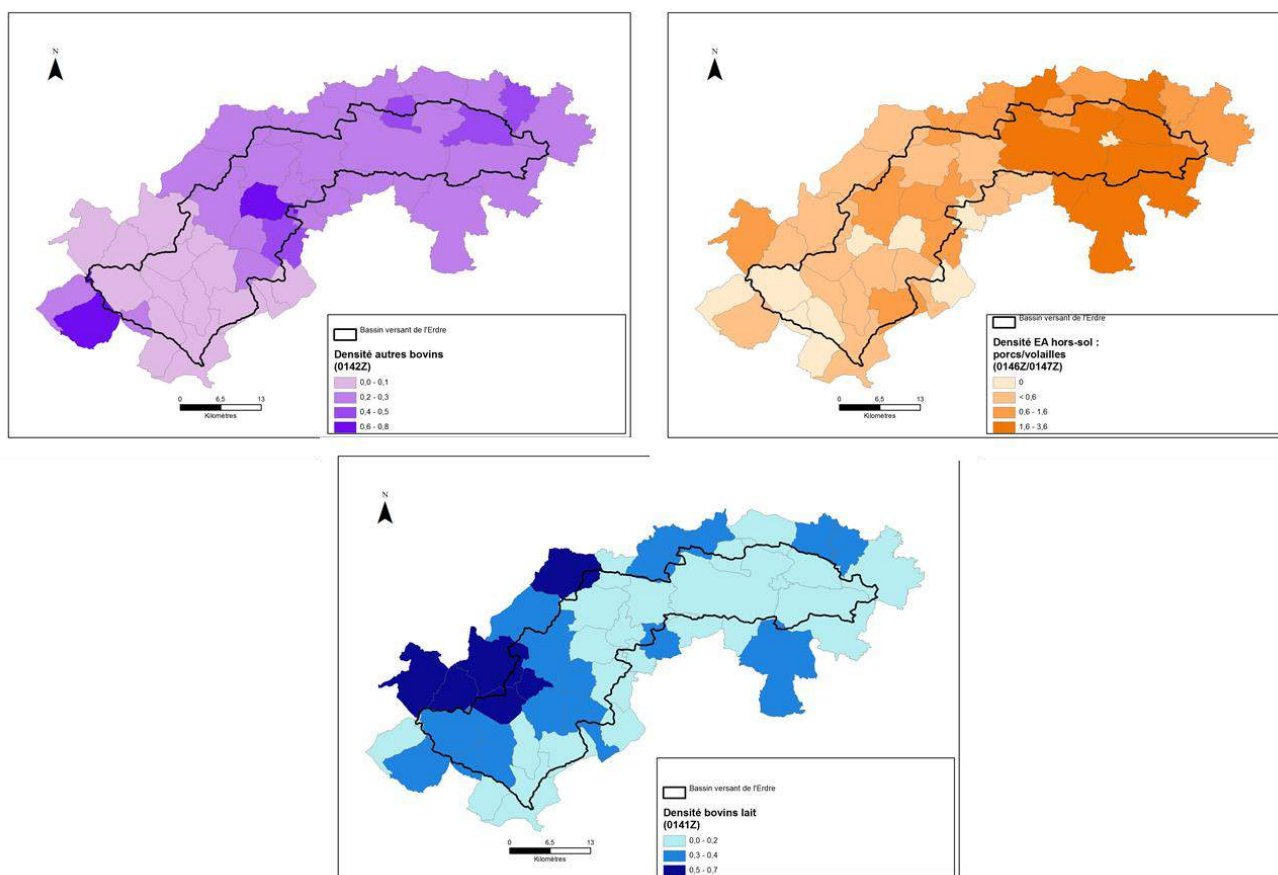 N
Bassin versant de l'Erdre
Densité autres bovins
(0142Z)
0,0 - 0,1
0,2 - 0,3
0,4 - 0,5
0,6 - 0,8
0 6,5 13
Kilomètres
N
Bassin versant de l'Erdre
Densité EA hors-sol :
porcs/volailles
(0146Z/0147Z)
0
< 0,6
0,6 - 1,6
1,6 - 3,6
0 6,5 13
Kilomètres
N
Bassin versant de l'Erdre
Densité bovins lait
(0141Z)
0,0 - 0,2
0,3 - 0,4
0,5 - 0,7
0 6,5 13
Kilomètres